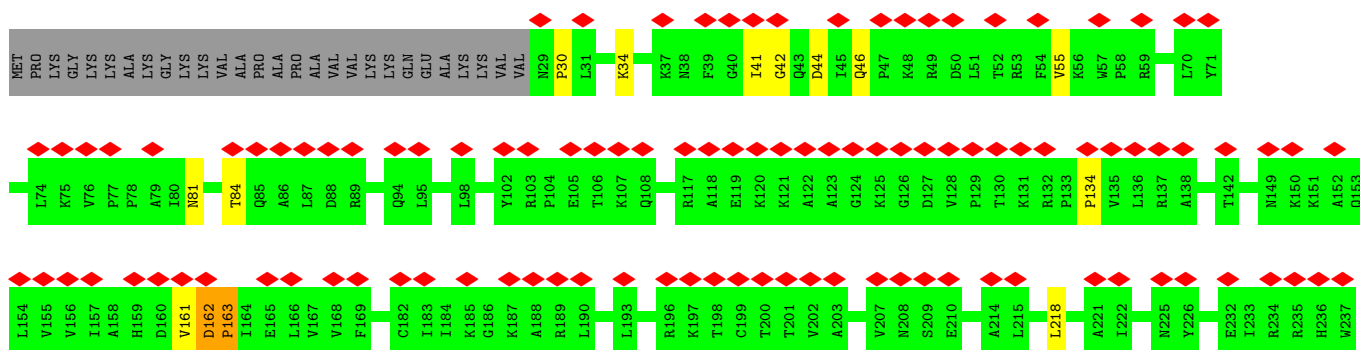 MET PRO LYS GLY LYS LYS ALA LYS GLY LYS LYS VAL ALA PRO ALA PRO ALA VAL VAL LYS LYS GLN GLU ALA LYS LYS VAL VAL N29 P30 L31 K34 K37 N38 F39 G40 I41 G42 Q43 D44 I45 Q46 P47 K48 R49 D50 L51 T52 R53 F54 V55 K56 W57 P58 R59 L70 Y71
L74 K75 V76 P77 P78 A79 I80 N81 T84 Q85 A86 L87 D88 R89 Q94 L95 L98 Y102 R103 P104 E105 T106 K107 Q108 R117 A118 E119 K120 K121 A122 A123 G124 K125 G126 D127 V128 P129 T130 K131 R132 P133 P134 V135 L136 R137 A138 T142 N149 K150 K151 A152 Q153
L154 V155 V156 I157 A158 H159 D160 V161 D162 P163 I164 E165 L166 V167 V168 F169 C182 I183 I184 K185 G186 K187 A188 R189 L190 L193 R196 K197 T198 C199 T200 T201 V202 A203 V207 N208 S209 E210 A214 L215 L218 A221 I222 N225 Y226 E232 I233 R234 R235 H236 W237